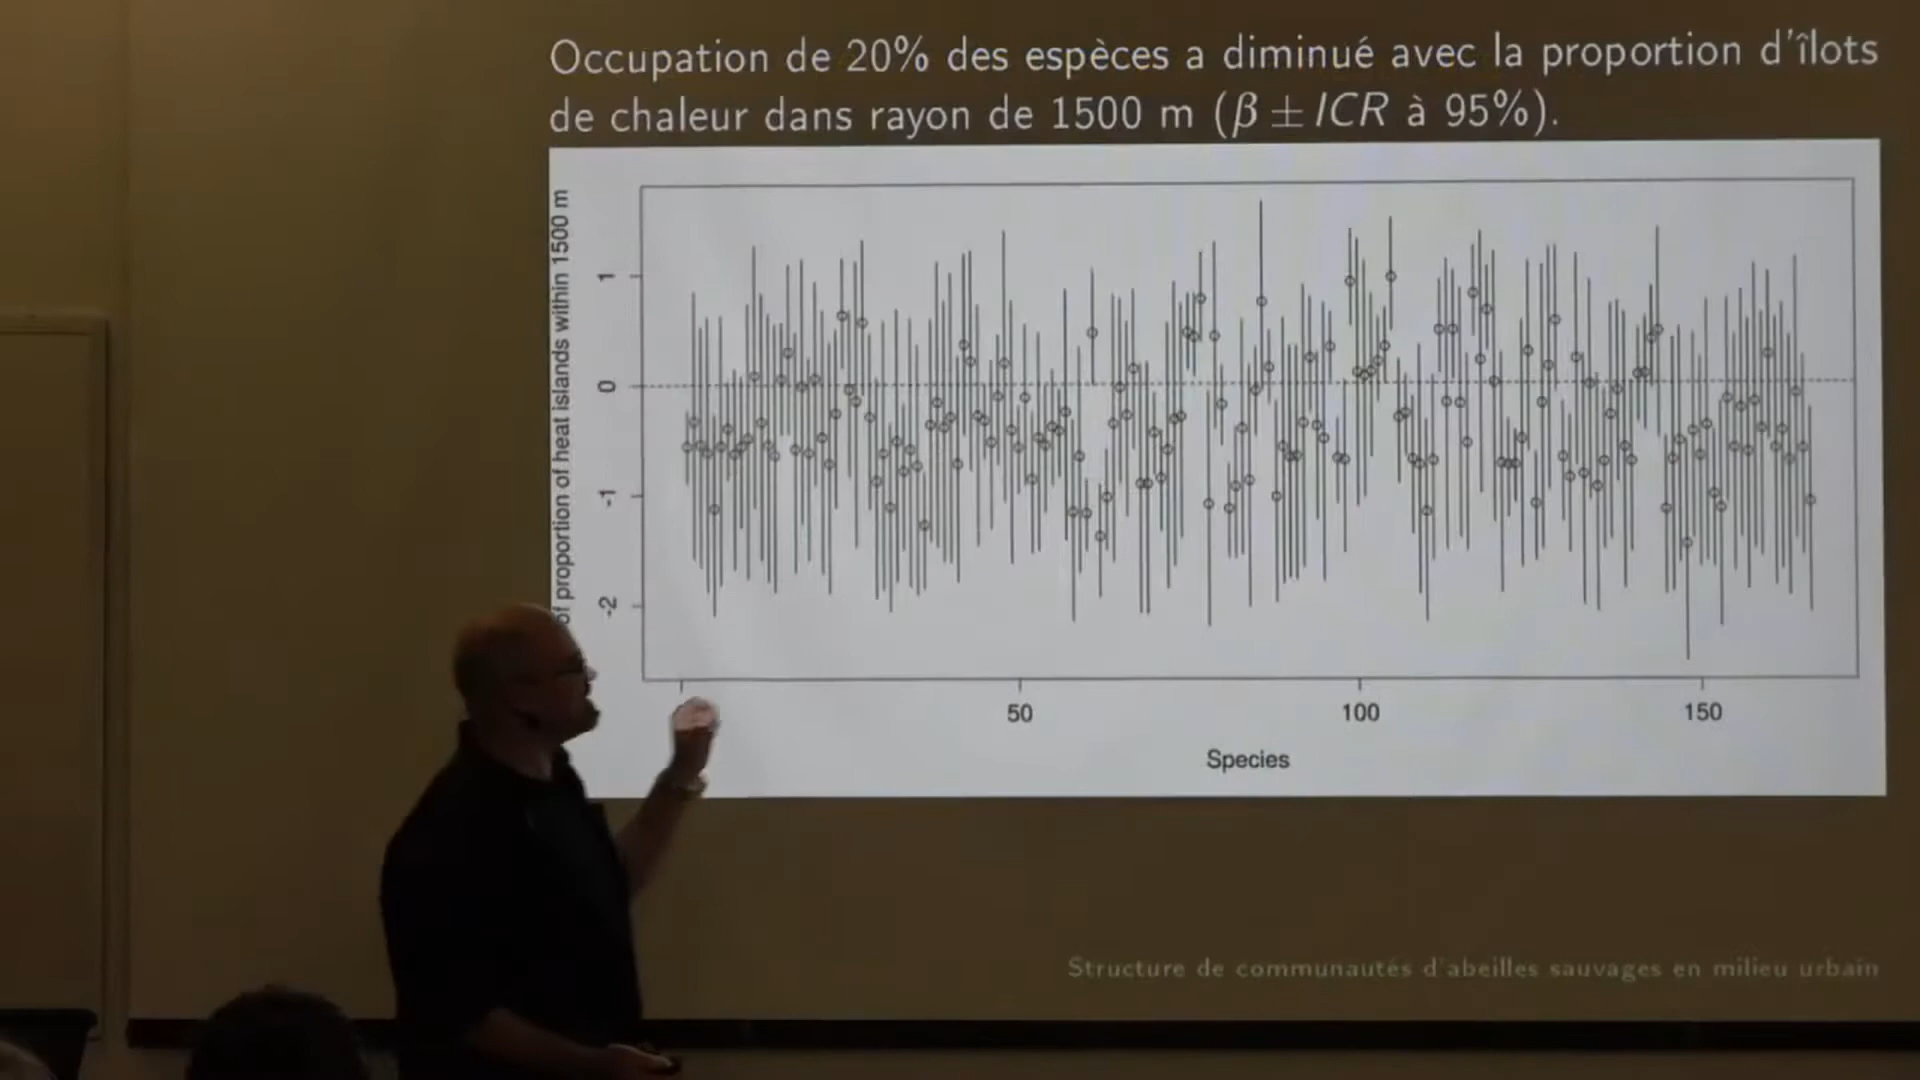 Occupation de 20% des espèces a diminué avec la proportion d'îlots
de chaleur dans rayon de 1500 m (β ± ICR à 95%).
of proportion of heat islands within 1500 m
1
0
-1
-2
50
100
150
Species
Structure de communautés d'abeilles sauvages en milieu urbain